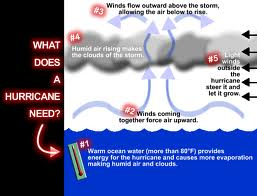 #3 Winds flow outward above the storm,
allowing the air below to rise.
WHAT
DOES
A
HURRICANE
NEED?
#4
Humid air rising makes
the clouds of the storm.
#5
Light
winds
outside
the
hurricane
steer it and
let it grow.
#2 Winds coming
together force air upward.
#1
Warm ocean water (more than 80°F) provides
energy for the hurricane and causes more evaporation
making humid air and clouds.